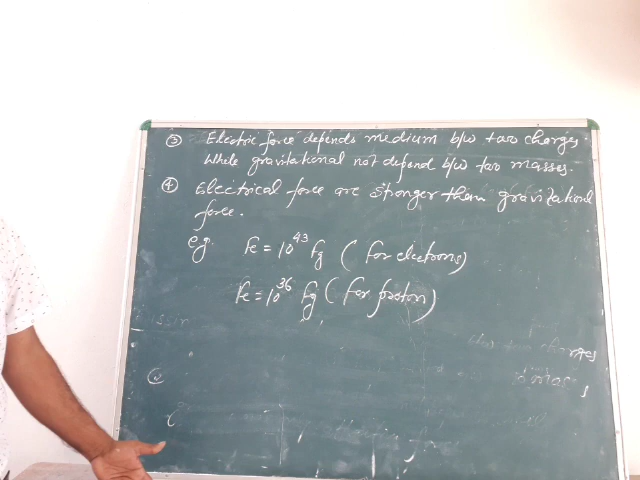 ③ Electric force depends medium b/w two charges.
While gravitational not depend b/w two masses.
④ Electrical force are stronger than gravitational
force.
e.g. Fe = 10^43 Fg (for electrons)
Fe = 10^36 Fg (for proton)